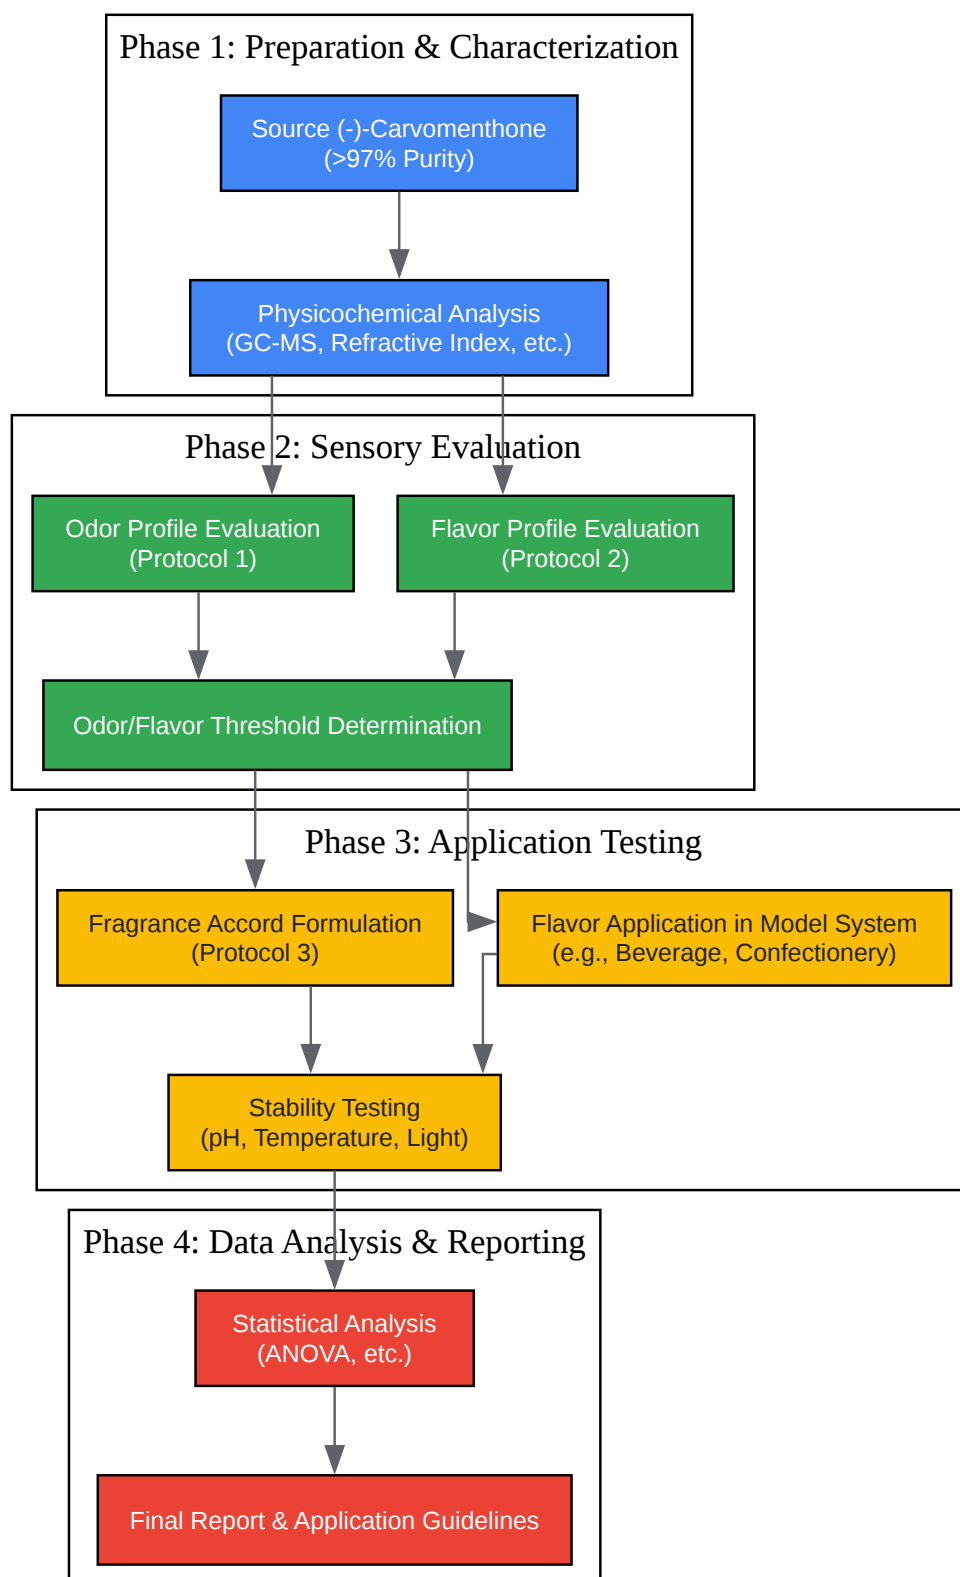 Phase 1: Preparation & Characterization
Source (-)-Carvomenthone
(>97% Purity)
Physicochemical Analysis
(GC-MS, Refractive Index, etc.)
Phase 2: Sensory Evaluation
Odor Profile Evaluation
(Protocol 1)
Flavor Profile Evaluation
(Protocol 2)
Odor/Flavor Threshold Determination
Phase 3: Application Testing
Fragrance Accord Formulation
(Protocol 3)
Flavor Application in Model System
(e.g., Beverage, Confectionery)
Stability Testing
(pH, Temperature, Light)
Phase 4: Data Analysis & Reporting
Statistical Analysis
(ANOVA, etc.)
Final Report & Application Guidelines